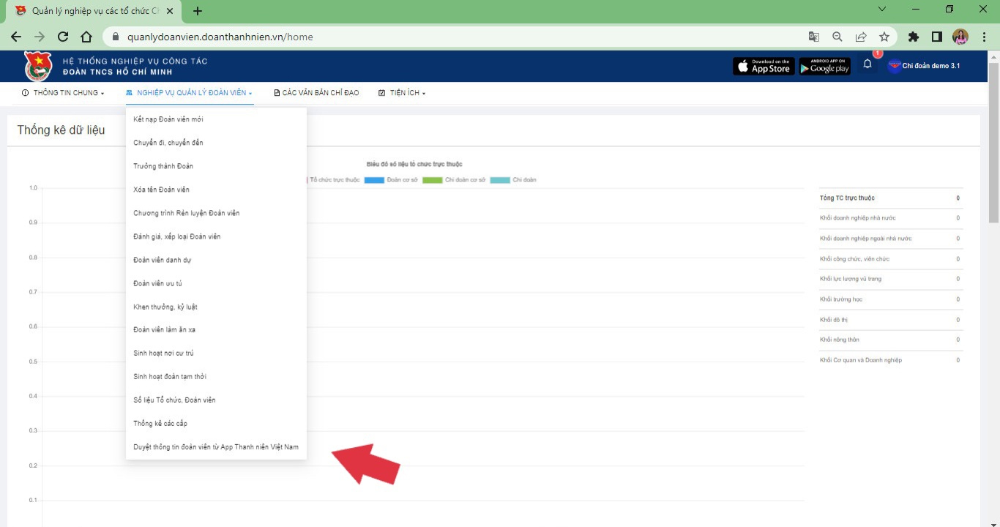 Quản lý nghiệp vụ các tổ chức C
quanlydoanvien.doanthanhnien.vn/home
HỆ THỐNG NGHIỆP VỤ CÔNG TÁC
ĐOÀN TNCS HỒ CHÍ MINH
Download on the
App Store
ANDROID APP ON
Google play
1
Chi đoàn demo 3.1
THÔNG TIN CHUNG
NGHIỆP VỤ QUẢN LÝ ĐOÀN VIÊN
CÁC VĂN BẢN CHỈ ĐẠO
TIỆN ÍCH
Kết nạp Đoàn viên mới
Chuyển đi, chuyển đến
Trưởng thành Đoàn
Xóa tên Đoàn viên
Chương trình Rèn luyện Đoàn viên
Đánh giá, xếp loại Đoàn viên
Đoàn viên danh dự
Đoàn viên ưu tú
Khen thưởng, kỷ luật
Đoàn viên làm ăn xa
Sinh hoạt nơi cư trú
Sinh hoạt đoàn tạm thời
Số liệu Tổ chức, Đoàn viên
Thống kê các cấp
Duyệt thông tin đoàn viên từ App Thanh niên Việt Nam
Thống kê dữ liệu
Biểu đồ số liệu tổ chức trực thuộc
Tổ chức trực thuộc Đoàn cơ sở Chi đoàn cơ sở Chi đoàn
1.0
0.9
0.8
0.7
0.6
0.5
0.4
0.3
0.2
0.1
Tổng TC trực thuộc 0
Khối doanh nghiệp nhà nước 0
Khối doanh nghiệp ngoài nhà nước 0
Khối công chức, viên chức 0
Khối lực lượng vũ trang 0
Khối trường học 0
Khối đô thị 0
Khối nông thôn 0
Khối Cơ quan và Doanh nghiệp 0